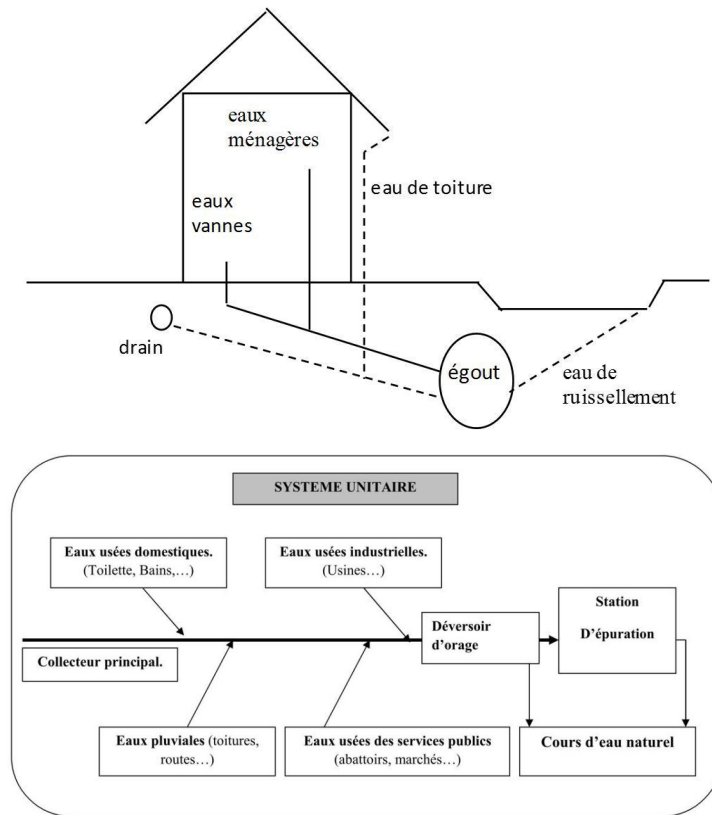 eaux
ménagères
eau de toiture
eaux
vannes
drain
égout
eau de
ruissellement
SYSTEME UNITAIRE
Eaux usées domestiques.
(Toilette, Bains,…)
Eaux usées industrielles.
(Usines…)
Déversoir
d’orage
Station
D’épuration
Collecteur principal.
Eaux pluviales (toitures,
routes…)
Eaux usées des services publics
(abattoirs, marchés…)
Cours d’eau naturel